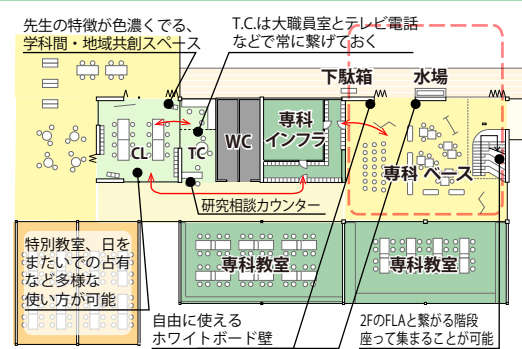 先生の特徴が色濃くでる、
学科間・地域共創スペース
T.C.は大職員室とテレビ電話
などで常に繋げておく
下駄箱
水場
専科
インフラ
WC
CL
TC
専科 ベース
研究相談カウンター
特別教室、日を
またいでの占有
など多様な
使い方が可能
専科教室
専科教室
自由に使える
ホワイトボード壁
2FのFLAと繋がる階段
座って集まることが可能